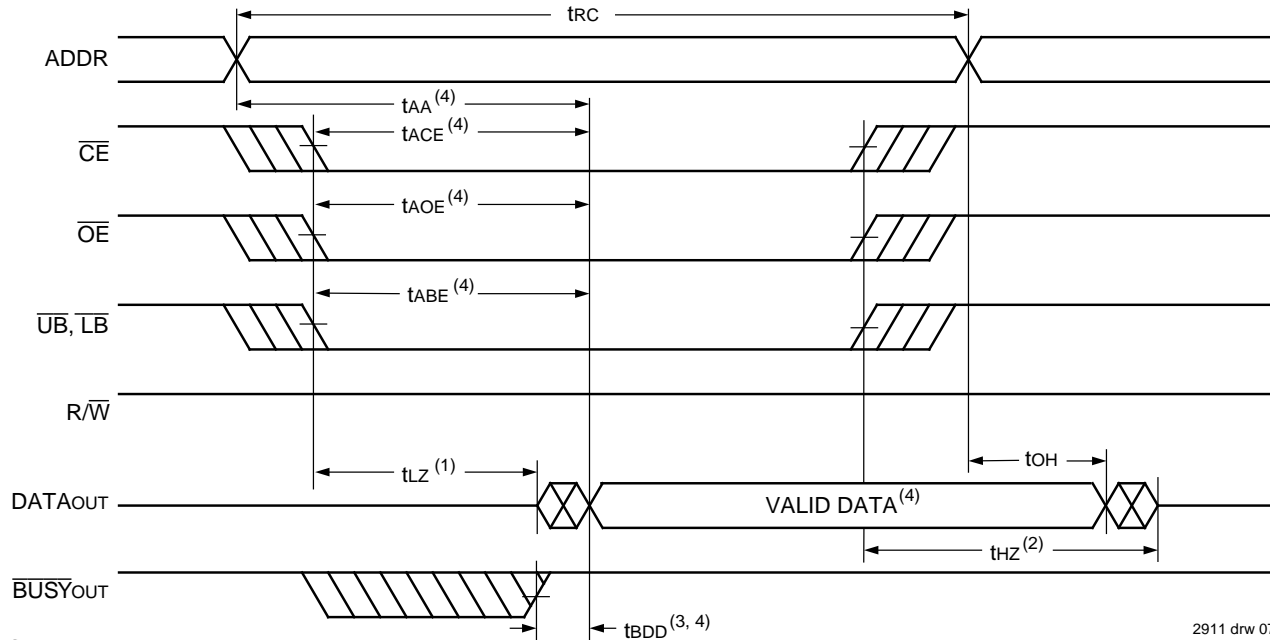 tRC
ADDR
tAA (4)
tACE (4)
CE
tAOE (4)
OE
tABE (4)
UB, LB
R/W
tLZ (1)
tOH
DATAOUT
VALID DATA(4)
tHZ (2)
BUSYOUT
tBDD (3, 4)
2911 drw 07